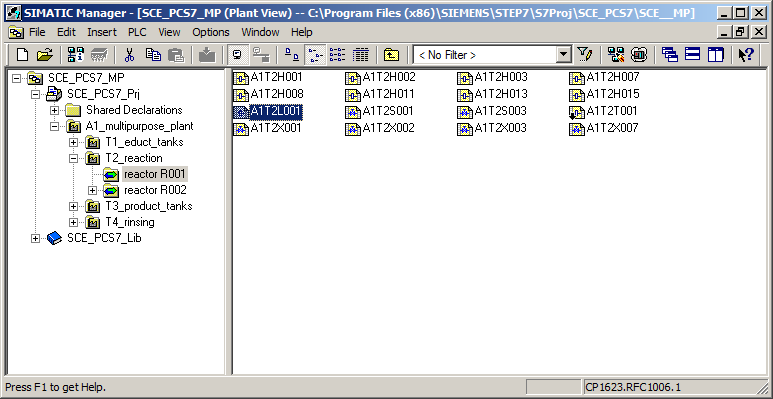 SIMATIC Manager - [SCE_PCS7_MP (Plant View) -- C:\Program Files (x86)\SIEMENS\STEP7\S7Proj\SCE_PCS7\SCE__MP]
File Edit Insert PLC View Options Window Help
< No Filter >
SCE_PCS7_MP
SCE_PCS7_Prj
Shared Declarations
A1_multipurpose_plant
T1_educt_tanks
T2_reaction
reactor R001
reactor R002
T3_product_tanks
T4_rinsing
SCE_PCS7_Lib
A1T2H001 A1T2H002 A1T2H003 A1T2H007
A1T2H008 A1T2H011 A1T2H013 A1T2H015
A1T2L001 A1T2S001 A1T2S003 A1T2T001
A1T2X001 A1T2X002 A1T2X003 A1T2X007
Press F1 to get Help.
CP1623.RFC1006.1